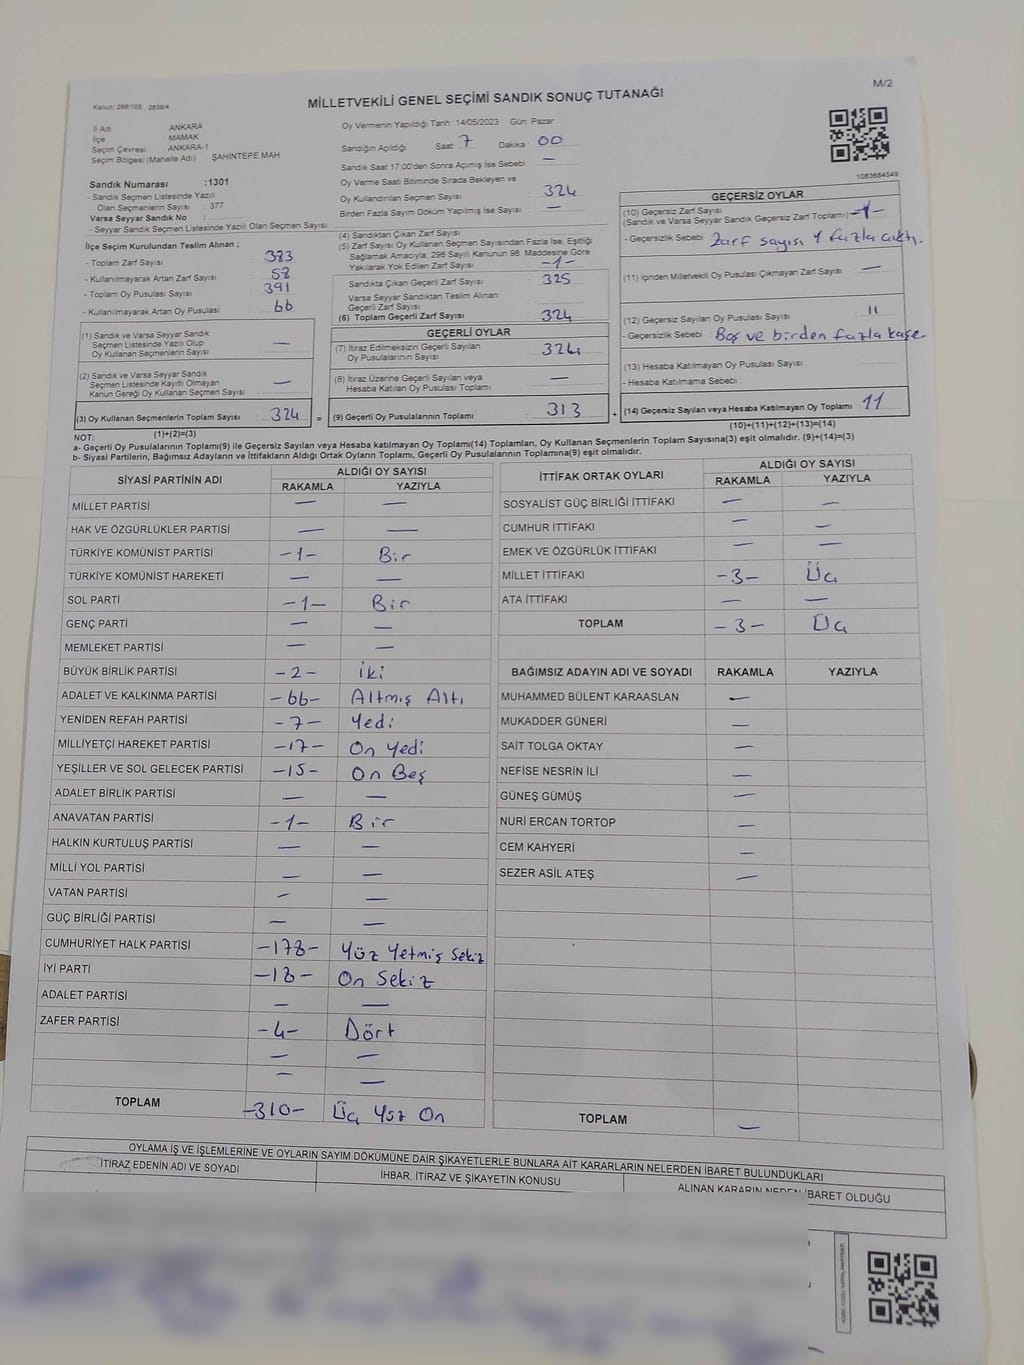 M/2
Kanun: 298/105 , 2839/4
MİLLETVEKİLİ GENEL SEÇİMİ SANDIK SONUÇ TUTANAĞI
İl Adı ANKARA
İlçe MAMAK
Seçim Çevresi ANKARA-1
Seçim Bölgesi (Mahalle Adı) ŞAHİNTEPE MAH
Sandık Numarası :1301
- Sandık Seçmen Listesinde Yazılı
Olan Seçmenlerin Sayısı : 377
Varsa Seyyar Sandık No :
- Seyyar Sandık Seçmen Listesinde Yazılı Olan Seçmen Sayısı:
İlçe Seçim Kurulundan Teslim Alınan ;
- Toplam Zarf Sayısı 383
- Kullanılmayarak Artan Zarf Sayısı 58
- Toplam Oy Pusulası Sayısı 391
- Kullanılmayarak Artan Oy Pusulası 66
(1) Sandık ve Varsa Seyyar Sandık
Seçmen Listesinde Yazılı Olup
Oy Kullanan Seçmenlerin Sayısı —
(2) Sandık ve Varsa Seyyar Sandık
Seçmen Listesinde Kayıtlı Olmayan
Kanun Gereği Oy Kullanan Seçmen Sayısı —
(3) Oy Kullanan Seçmenlerin Toplam Sayısı 324 =
(1)+(2)=(3)
Oy Vermenin Yapıldığı Tarih :14/05/2023 Gün: Pazar
Sandığın Açıldığı Saat: 7 Dakika : 00
Sandık Saat 17:00'den Sonra Açımış İse Sebebi : —
Oy Verme Saati Bitiminde Sırada Bekleyen ve
Oy Kullandırılan Seçmen Sayısı : 324
Birden Fazla Sayım Döküm Yapılmış İse Sayısı : —
(4) Sandıktan Çıkan Zarf Sayısı
(5) Zarf Sayısı Oy Kullanan Seçmen Sayısından Fazla İse, Eşitliği
Sağlamak Amacıyla; 298 Sayılı Kanunun 98. Maddesine Göre
Yakılarak Yok Edilen Zarf Sayısı -1-
Sandıkta Çıkan Geçerli Zarf Sayısı 325
Varsa Seyyar Sandıktan Teslim Alınan
Geçerli Zarf Sayısı
(6) Toplam Geçerli Zarf Sayısı 324
GEÇERLİ OYLAR
(7) İtiraz Edilmeksizin Geçerli Sayılan
Oy Pusulalarının Sayısı 324
(8) İtiraz Üzerine Geçerli Sayılan veya
Hesaba Katılan Oy Pusulası Toplamı —
(9) Geçerli Oy Pusulalarının Toplamı 313 +
1083684549
GEÇERSİZ OYLAR
(10) Geçersiz Zarf Sayısı
(Sandık ve Varsa Seyyar Sandık Geçersiz Zarf Toplamı) -1-
- Geçersizlik Sebebi : Zarf sayısı 1 fazla çıktı.
(11) İçinden Milletvekili Oy Pusulası Çıkmayan Zarf Sayısı : —
(12) Geçersiz Sayılan Oy Pusulası Sayısı : 11
- Geçersizlik Sebebi : Boş ve birden fazla kaşe
(13) Hesaba Katılmayan Oy Pusulası Sayısı :
- Hesaba Katılmama Sebebi :
(14) Geçersiz Sayılan veya Hesaba Katılmayan Oy Toplamı : 11
(10)+(11)+(12)+(13)=(14)
NOT:
a- Geçerli Oy Pusulalarının Toplamı(9) ile Geçersiz Sayılan veya Hesaba katılmayan Oy Toplamı(14) Toplamları, Oy Kullanan Seçmenlerin Toplam Sayısına(3) eşit olmalıdır. (9)+(14)=(3)
b- Siyasi Partilerin, Bağımsız Adayların ve İttifakların Aldığı Ortak Oyların Toplamı, Geçerli Oy Pusulalarının Toplamına(9) eşit olmalıdır.
SİYASİ PARTİNİN ADI ALDIĞI OY SAYISI
RAKAMLA YAZIYLA
MİLLET PARTİSİ — —
HAK VE ÖZGÜRLÜKLER PARTİSİ — —
TÜRKİYE KOMÜNİST PARTİSİ -1- Bir
TÜRKİYE KOMÜNİST HAREKETİ — —
SOL PARTİ -1- Bir
GENÇ PARTİ — —
MEMLEKET PARTİSİ — —
BÜYÜK BİRLİK PARTİSİ -2- İki
ADALET VE KALKINMA PARTİSİ -66- Altmış Altı
YENİDEN REFAH PARTİSİ -7- Yedi
MİLLİYETÇİ HAREKET PARTİSİ -17- On Yedi
YEŞİLLER VE SOL GELECEK PARTİSİ -15- On Beş
ADALET BİRLİK PARTİSİ — —
ANAVATAN PARTİSİ -1- Bir
HALKIN KURTULUŞ PARTİSİ — —
MİLLİ YOL PARTİSİ — —
VATAN PARTİSİ — —
GÜÇ BİRLİĞİ PARTİSİ — —
CUMHURİYET HALK PARTİSİ -178- Yüz Yetmiş Sekiz
İYİ PARTİ -18- On Sekiz
ADALET PARTİSİ — —
ZAFER PARTİSİ -4- Dört
— —
— —
TOPLAM -310- Üç Yüz On
İTTİFAK ORTAK OYLARI ALDIĞI OY SAYISI
RAKAMLA YAZIYLA
SOSYALİST GÜÇ BİRLİĞİ İTTİFAKI — —
CUMHUR İTTİFAKI — —
EMEK VE ÖZGÜRLÜK İTTİFAKI — —
MİLLET İTTİFAKI -3- Üç
ATA İTTİFAKI — —
TOPLAM -3- Üç
BAĞIMSIZ ADAYIN ADI VE SOYADI RAKAMLA YAZIYLA
MUHAMMED BÜLENT KARAASLAN —
MUKADDER GÜNERİ —
SAİT TOLGA OKTAY —
NEFİSE NESRİN İLİ —
GÜNEŞ GÜMÜŞ —
NURİ ERCAN TORTOP —
CEM KAHYERİ —
SEZER ASİL ATEŞ —
TOPLAM —
OYLAMA İŞ VE İŞLEMLERİNE VE OYLARIN SAYIM DÖKÜMÜNE DAİR ŞİKAYETLERLE BUNLARA AİT KARARLARIN NELERDEN İBARET BULUNDUKLARI
İTİRAZ EDENİN ADI VE SOYADI
İHBAR, İTİRAZ VE ŞİKAYETİN KONUSU
ALINAN KARARIN NEDEN İBARET OLDUĞU